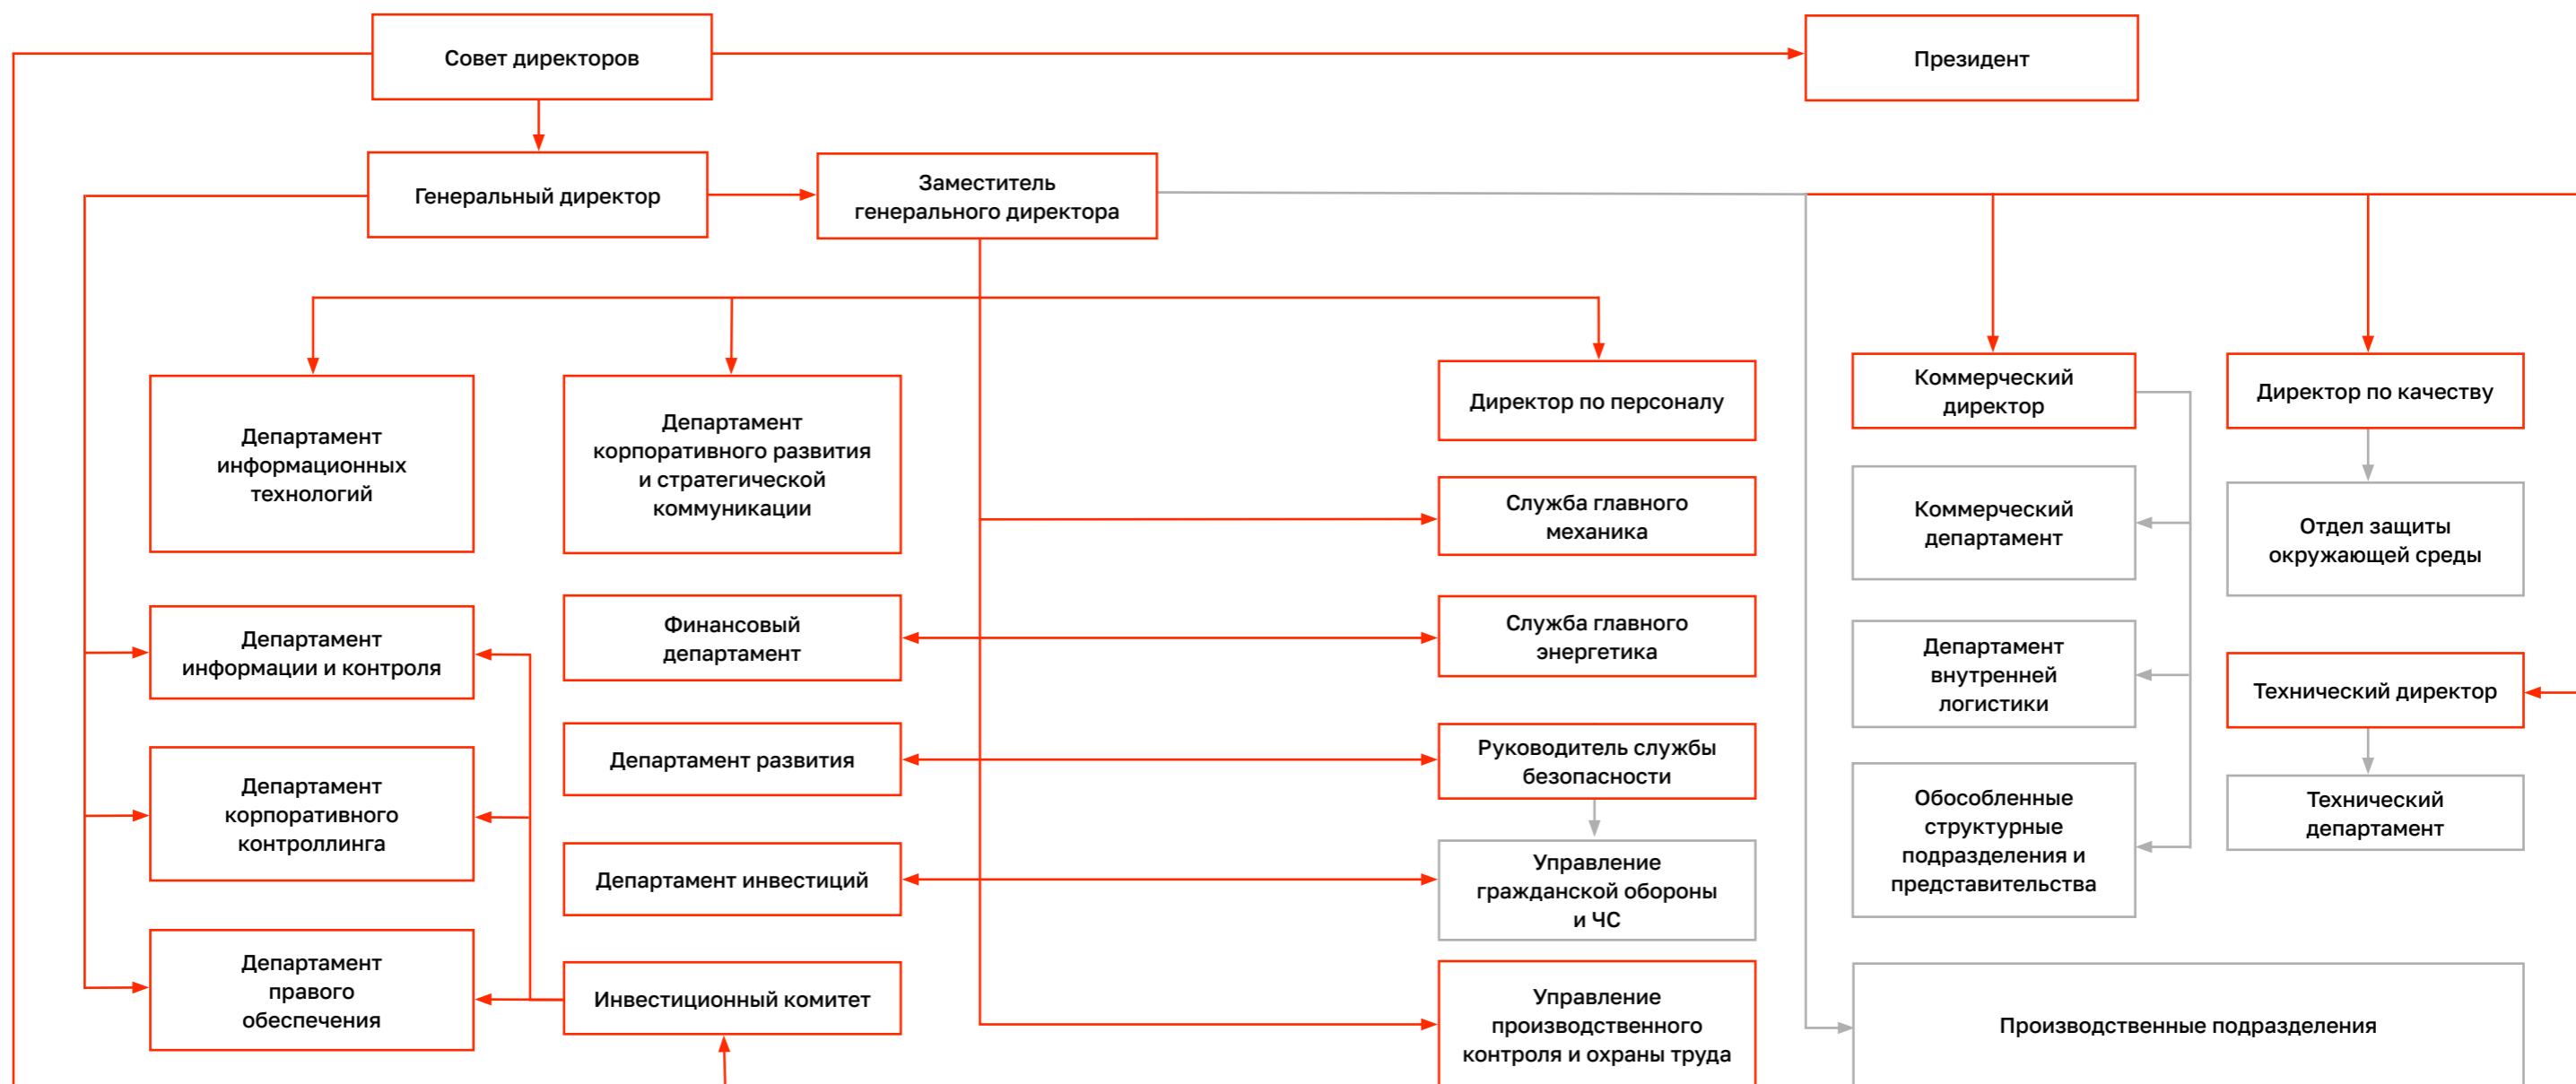 Совет директоров
Президент
Генеральный директор
Заместитель
генерального директора
Департамент
информационных
технологий
Департамент
корпоративного развития
и стратегической
коммуникации
Директор по персоналу
Коммерческий
директор
Директор по качеству
Служба главного
механика
Коммерческий
департамент
Отдел защиты
окружающей среды
Департамент
информации и контроля
Финансовый
департамент
Служба главного
энергетика
Департамент
внутренней
логистики
Технический директор
Департамент
корпоративного
контроллинга
Департамент развития
Руководитель службы
безопасности
Обособленные
структурные
подразделения и
представительства
Технический
департамент
Департамент инвестиций
Управление
гражданской обороны
и ЧС
Департамент
правого
обеспечения
Инвестиционный комитет
Управление
производственного
контроля и охраны труда
Производственные подразделения